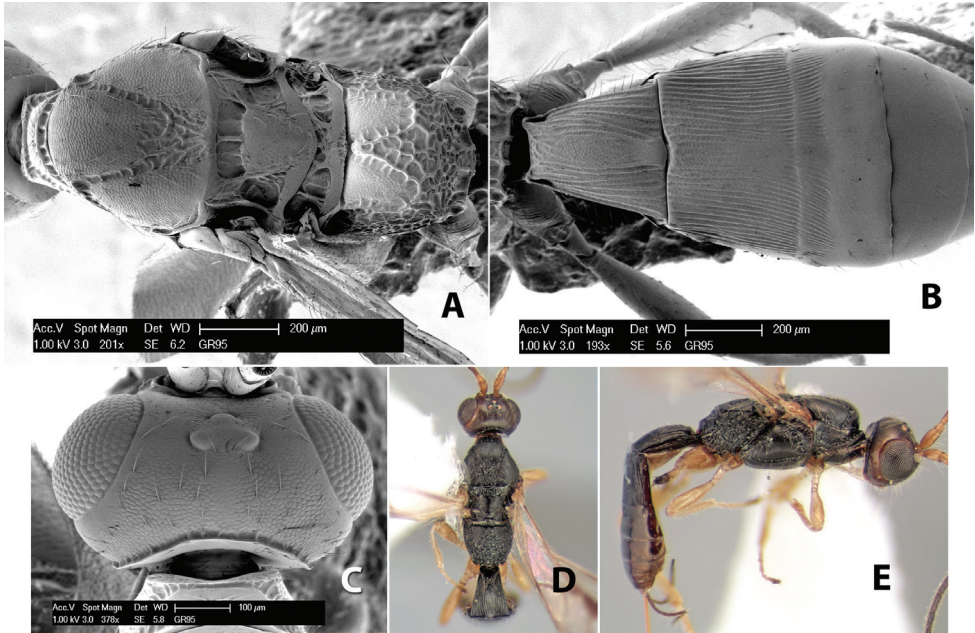 A
Acc.V Spot Magn Det WD 200 µm
1.00 kV 3.0 201x SE 6.2 GR95
B
Acc.V Spot Magn Det WD 200 µm
1.00 kV 3.0 193x SE 5.6 GR95
C
Acc.V Spot Magn Det WD 100 µm
1.00 kV 3.0 378x SE 5.8 GR95
D
E